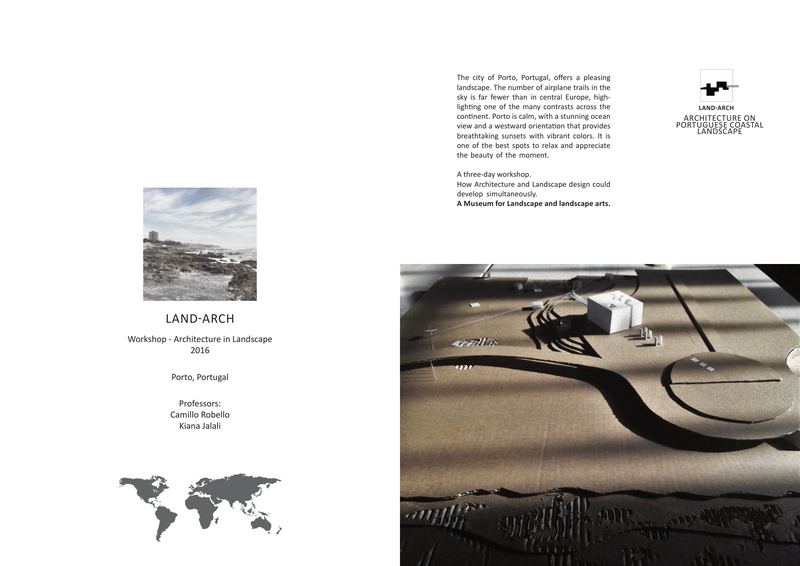 LAND-ARCH
Workshop - Architecture in Landscape
2016
Porto, Portugal
Professors:
Camillo Robello
Kiana Jalali
The city of Porto, Portugal, offers a pleasing
landscape. The number of airplane trails in the
sky is far fewer than in central Europe, high-
lighting one of the many contrasts across the
continent. Porto is calm, with a stunning ocean
view and a westward orientation that provides
breathtaking sunsets with vibrant colors. It is
one of the best spots to relax and appreciate
the beauty of the moment.
A three-day workshop.
How Architecture and Landscape design could
develop simultaneously.
A Museum for Landscape and landscape arts.
LAND-ARCH
ARCHITECTURE ON
PORTUGUESE COASTAL
LANDSCAPE